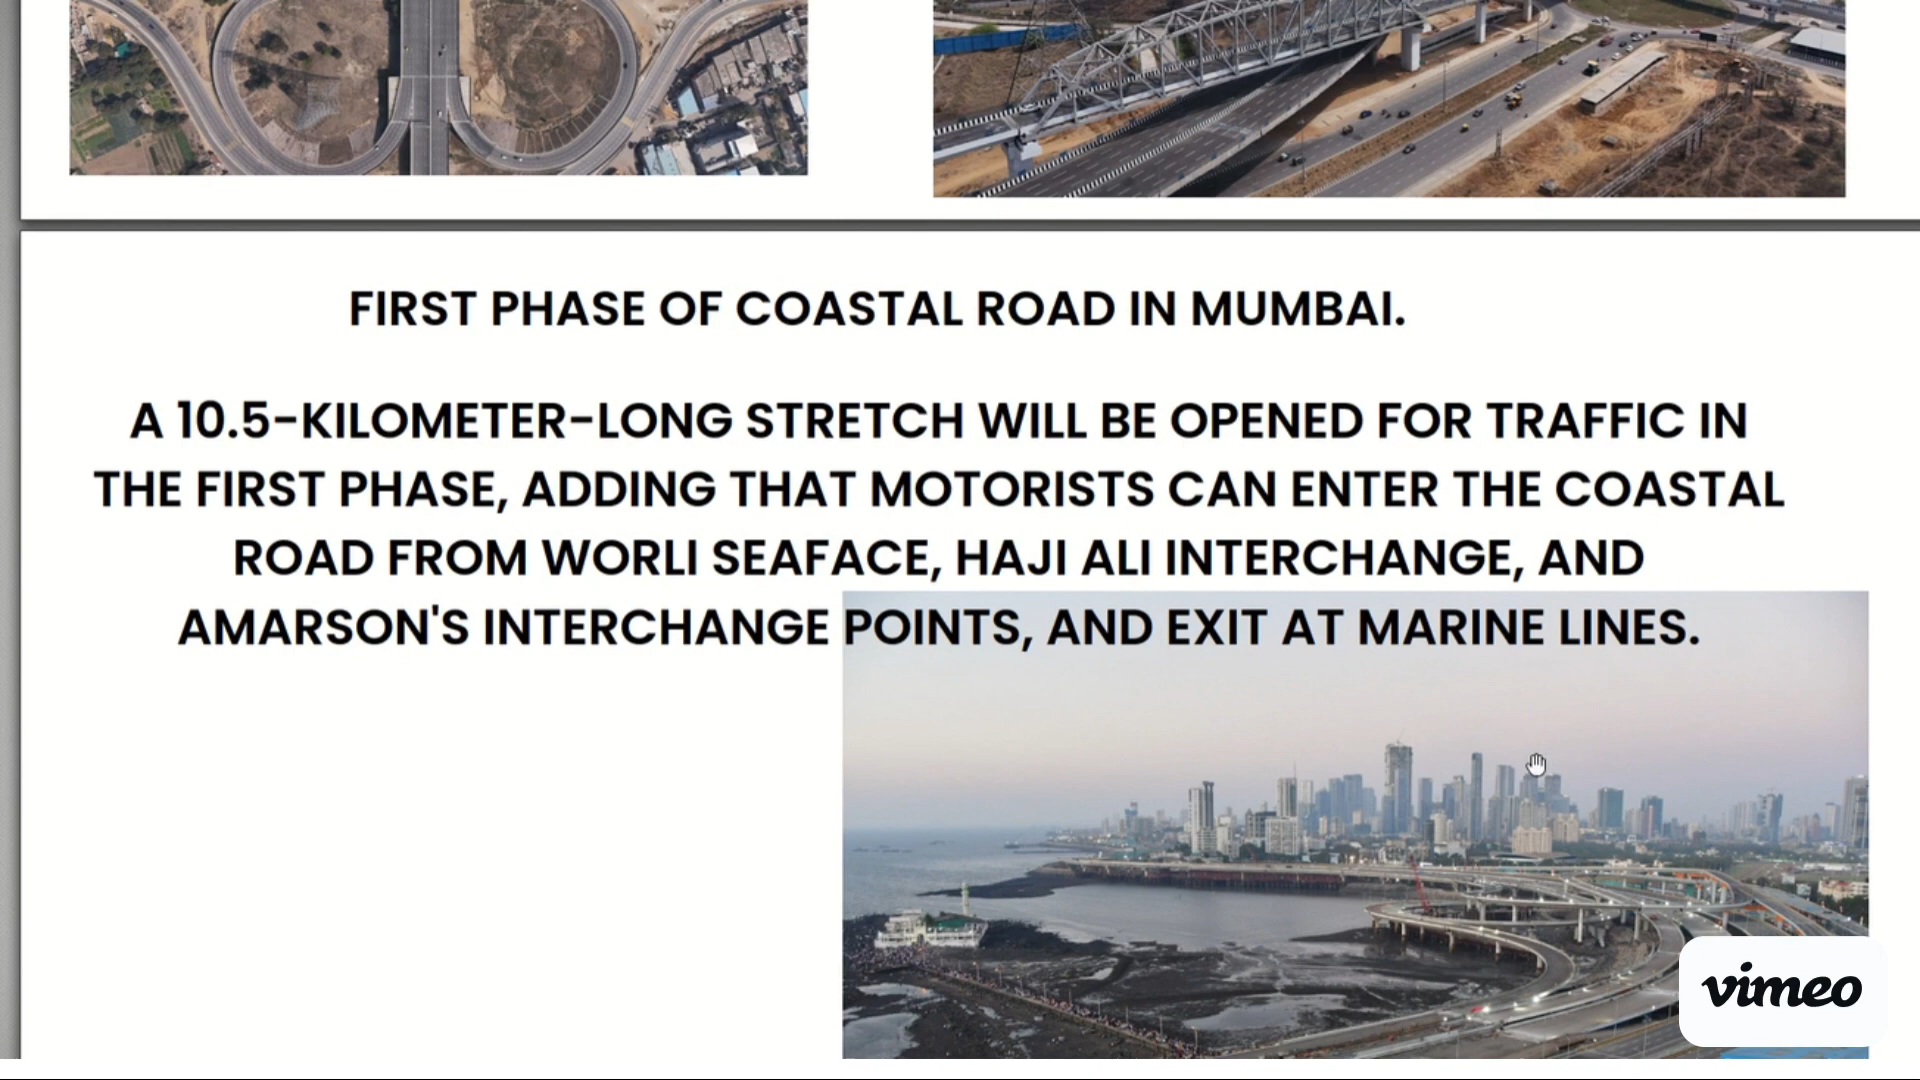 FIRST PHASE OF COASTAL ROAD IN MUMBAI.
A 10.5-KILOMETER-LONG STRETCH WILL BE OPENED FOR TRAFFIC IN
THE FIRST PHASE, ADDING THAT MOTORISTS CAN ENTER THE COASTAL
ROAD FROM WORLI SEAFACE, HAJI ALI INTERCHANGE, AND
AMARSON'S INTERCHANGE POINTS, AND EXIT AT MARINE LINES.
vimeo